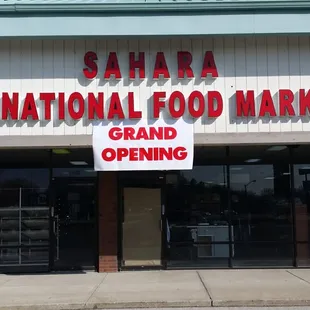 SAHARA
NATIONAL FOOD MARK
GRAND
OPENING